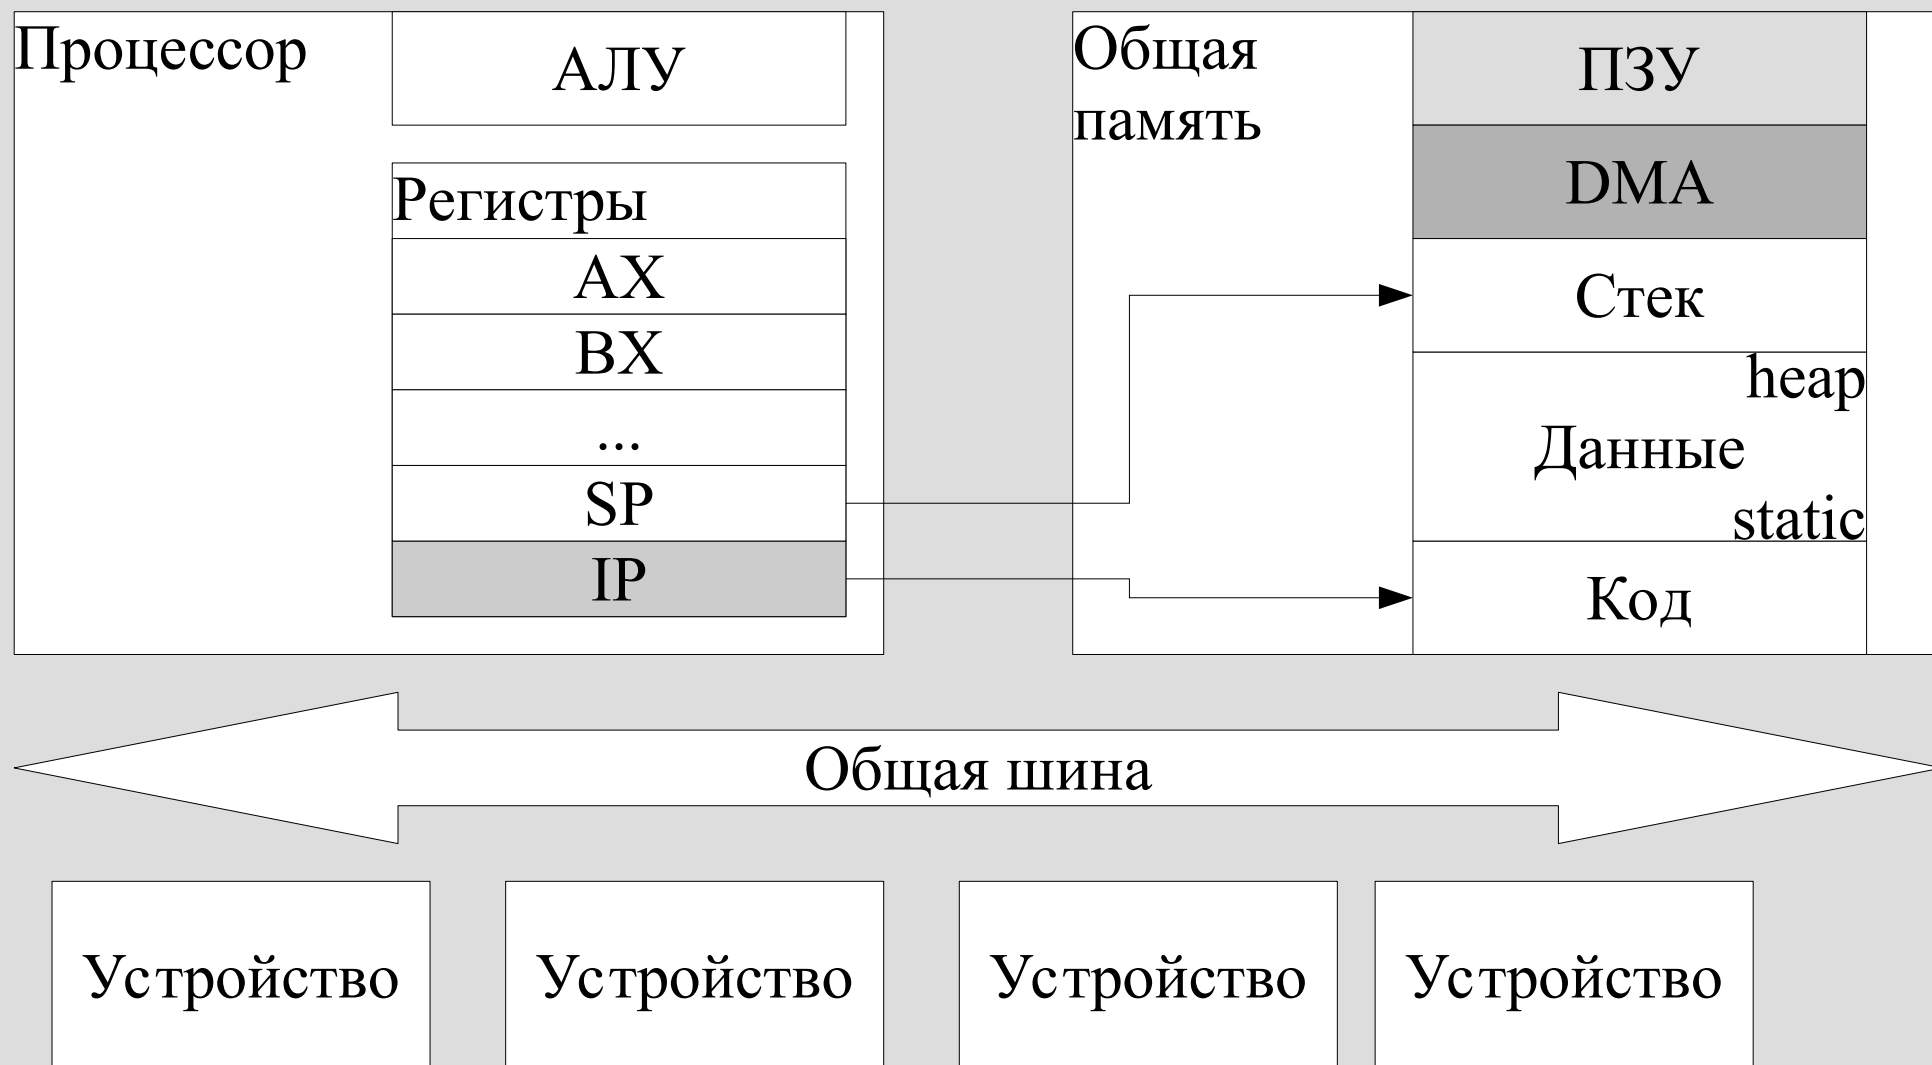 Процессор
АЛУ
Регистры
AX
BX
...
SP
IP
Общая
память
ПЗУ
DMA
Стек
heap
Данные
static
Код
Общая шина
Устройство
Устройство
Устройство
Устройство